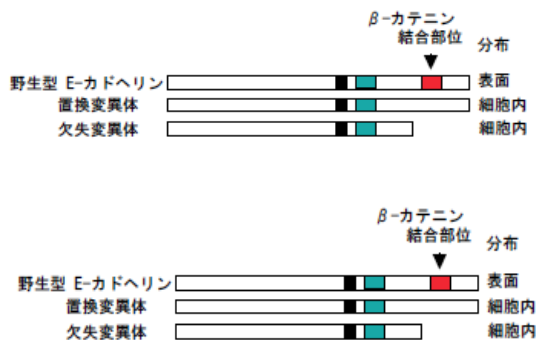 β-カテニン
結合部位 分布
野生型 E-カドヘリン 表面
置換変異体 細胞内
欠失変異体 細胞内
β-カテニン
結合部位 分布
野生型 E-カドヘリン 表面
置換変異体 細胞内
欠失変異体 細胞内